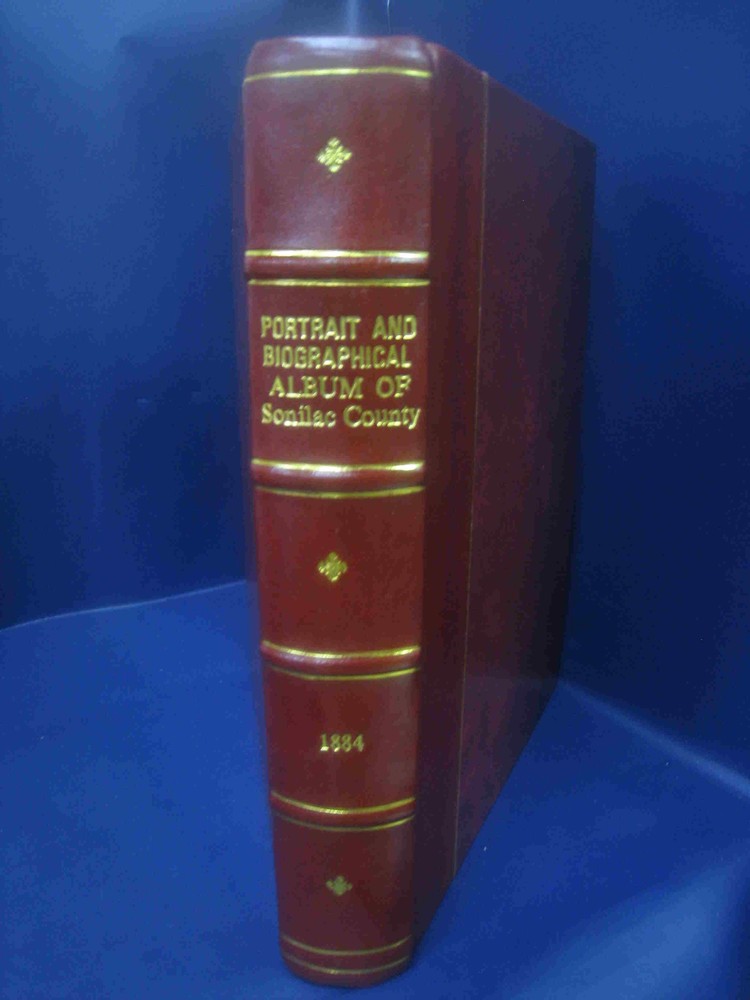 PORTRAIT AND
BIOGRAPHICAL
ALBUM OF
Sonilac County
1884